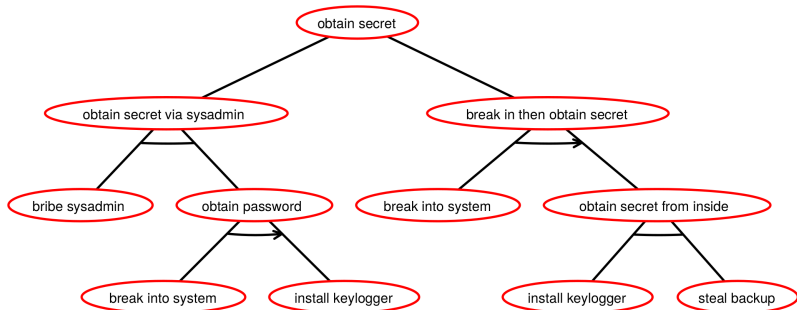 obtain secret
obtain secret via sysadmin
break in then obtain secret
bribe sysadmin
obtain password
break into system
obtain secret from inside
break into system
install keylogger
install keylogger
steal backup